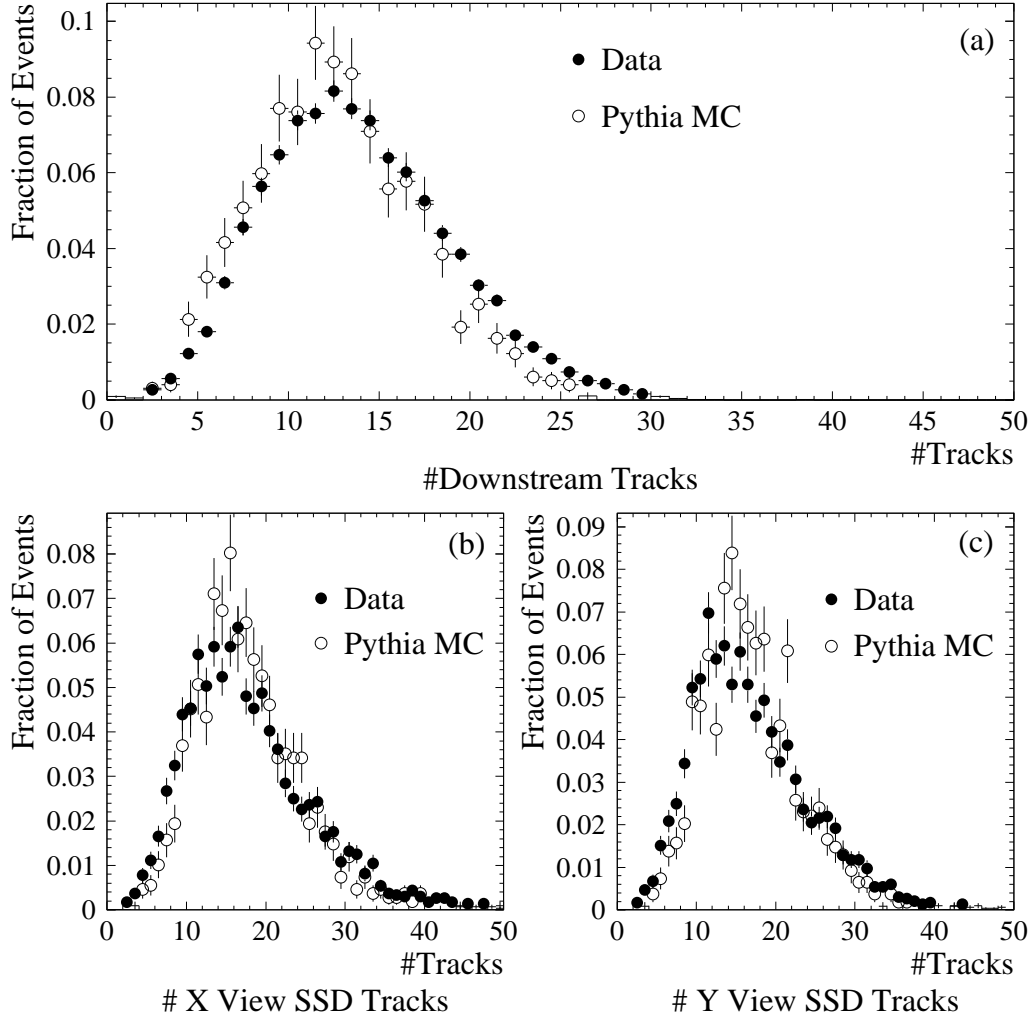 Fraction of Events
0.1
0.08
0.06
0.04
0.02
0
(a)
Data
Pythia MC
0 5 10 15 20 25 30 35 40 45 50
#Tracks
#Downstream Tracks
Fraction of Events
0.08
0.07
0.06
0.05
0.04
0.03
0.02
0.01
0
(b)
Data
Pythia MC
0 10 20 30 40 50
#Tracks
# X View SSD Tracks
Fraction of Events
0.09
0.08
0.07
0.06
0.05
0.04
0.03
0.02
0.01
0
(c)
Data
Pythia MC
0 10 20 30 40 50
#Tracks
# Y View SSD Tracks